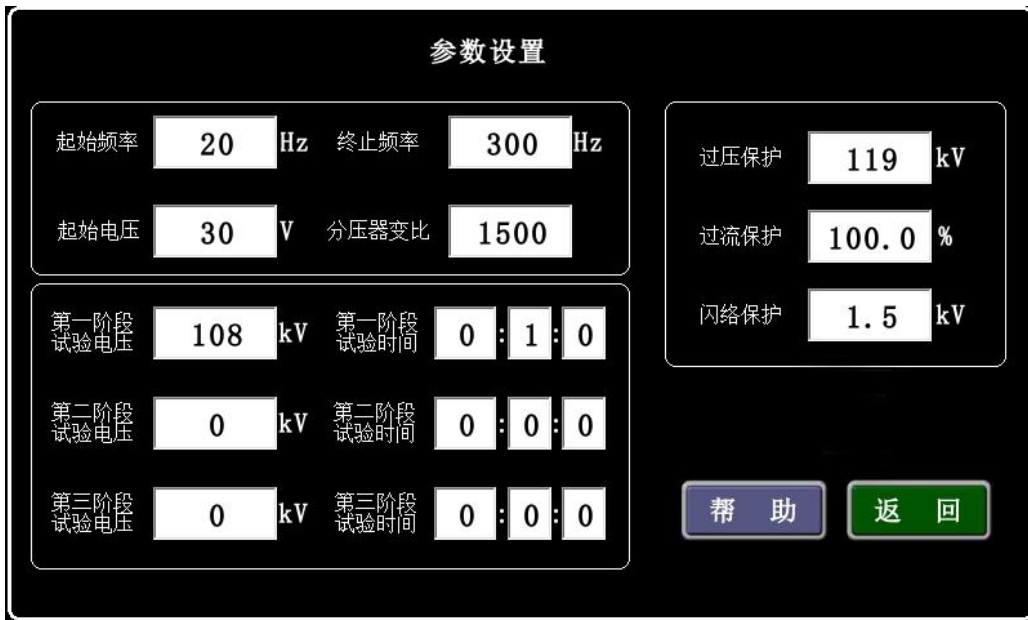 参数设置
起始频率 20 Hz 终止频率 300 Hz
起始电压 30 V 分压器变比 1500
第一阶段
试验电压 108 kV 第一阶段
试验时间 0 : 1 : 0
第二阶段
试验电压 0 kV 第二阶段
试验时间 0 : 0 : 0
第三阶段
试验电压 0 kV 第三阶段
试验时间 0 : 0 : 0
过压保护 119 kV
过流保护 100.0 %
闪络保护 1.5 kV
帮 助 返 回